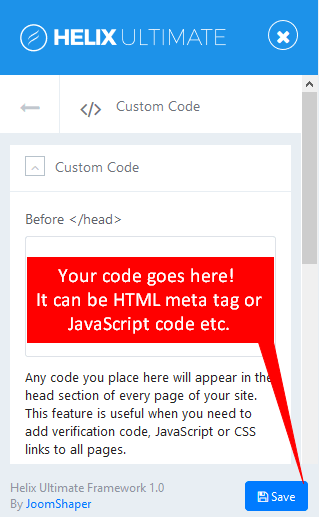 HELIX ULTIMATE
Custom Code
Custom Code
Before </head>
Your code goes here!
It can be HTML meta tag or
JavaScript code etc.
Any code you place here will appear in the
head section of every page of your site.
This feature is useful when you need to
add verification code, JavaScript or CSS
links to all pages.
Helix Ultimate Framework 1.0
By JoomShaper
Save